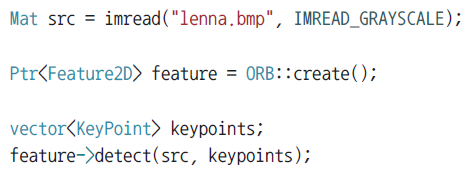 Mat src = imread("lenna.bmp", IMREAD_GRAYSCALE);
Ptr<Feature2D> feature = ORB::create();
vector<KeyPoint> keypoints;
feature->detect(src, keypoints);